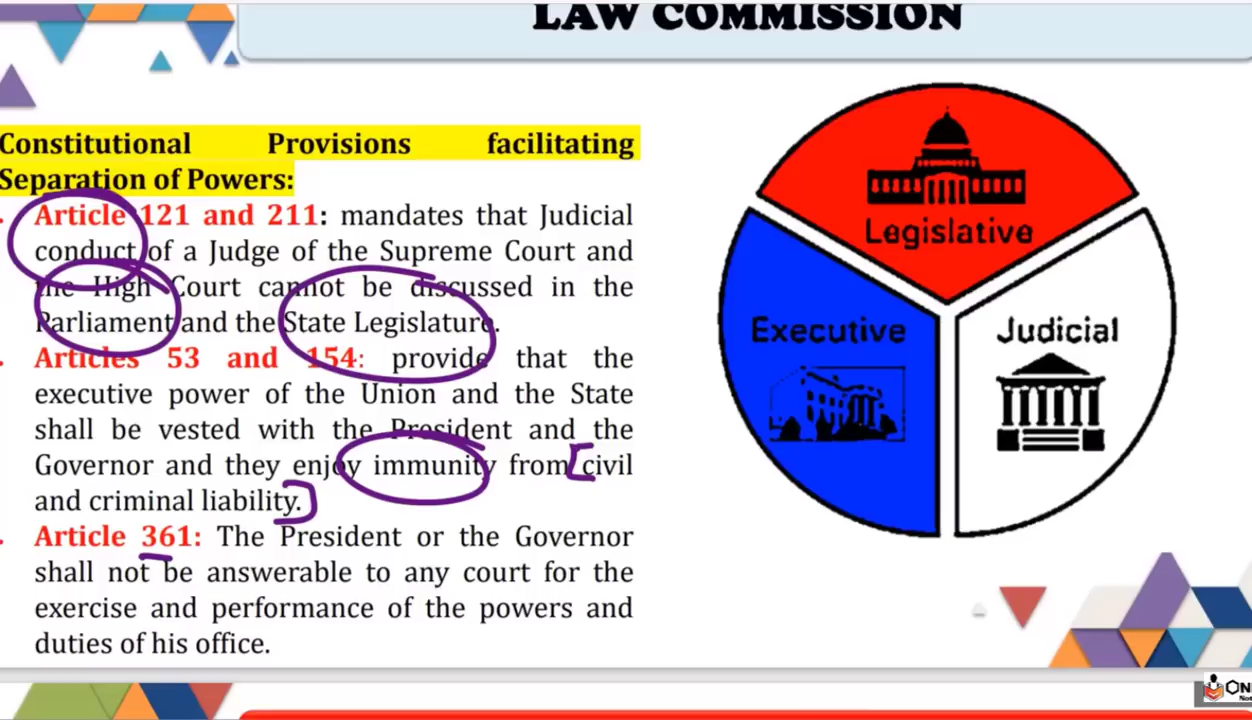 LAW COMMISSION
Constitutional Provisions facilitating
Separation of Powers:
Article 121 and 211: mandates that Judicial
conduct of a Judge of the Supreme Court and
the High Court cannot be discussed in the
Parliament and the State Legislature.
Articles 53 and 154: provide that the
executive power of the Union and the State
shall be vested with the President and the
Governor and they enjoy immunity from civil
and criminal liability.
Article 361: The President or the Governor
shall not be answerable to any court for the
exercise and performance of the powers and
duties of his office.
Legislative
Executive
Judicial